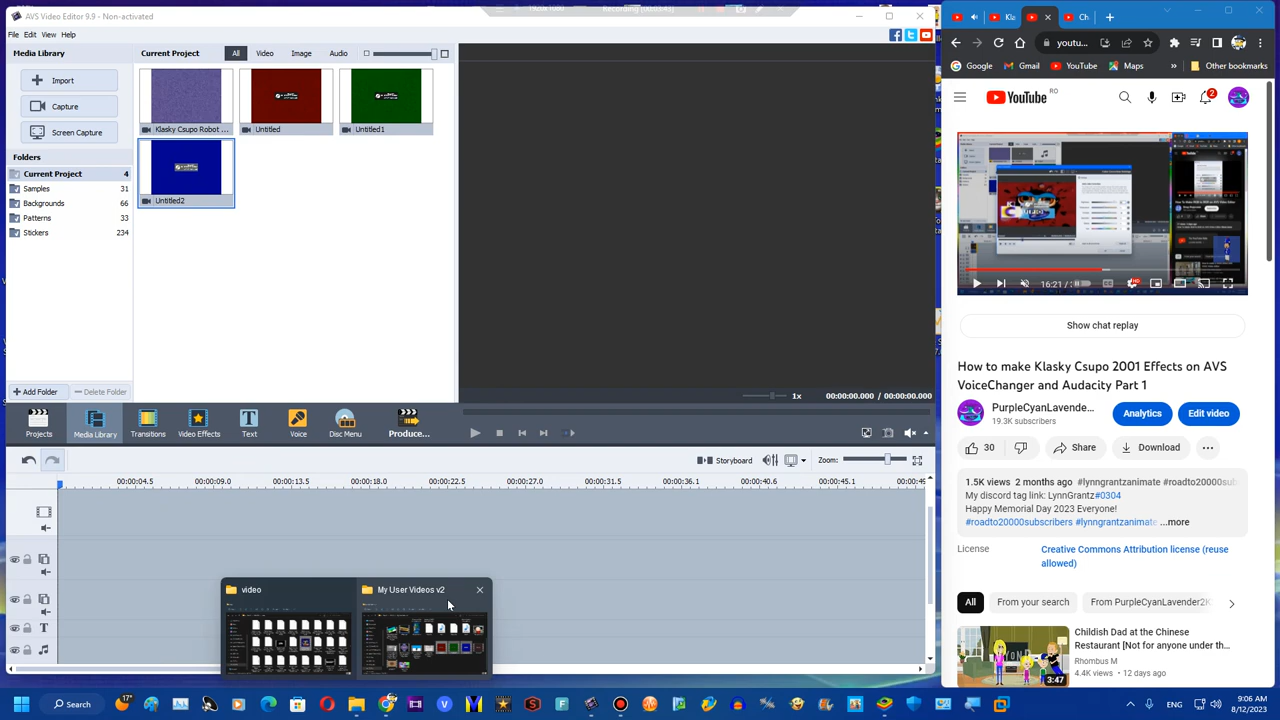 AVS Video Editor 9.9 - Non-activated
File Edit View Help
Media Library
Import
Capture
Screen Capture
Folders
Current Project 4
Samples 31
Backgrounds 66
Patterns 33
Stickers 234
+ Add Folder
Delete Folder
Current Project All Video Image Audio
Klasky Csupo Robot ...
Untitled
Untitled1
Untitled2
1x 00:00:00.000 / 00:00:00.000
Projects Media Library Transitions Video Effects Text Voice Disc Menu Produce...
Storyboard Zoom:
00:00:04.5 00:00:09.0 00:00:13.5 00:00:18.0 00:00:22.5 00:00:27.0 00:00:31.5 00:00:36.1 00:00:40.6 00:00:45.1
video
My User Videos v2
Kla
Ch
youtu...
Google Gmail YouTube Maps » Other bookmarks
YouTube RO
2
16:21 /
Show chat replay
How to make Klasky Csupo 2001 Effects on AVS
VoiceChanger and Audacity Part 1
PurpleCyanLavende...
19.3K subscribers
Analytics
Edit video
30 Share Download
1.5K views 2 months ago #lynngrantzanimate #roadto20000sub
My discord tag link: LynnGrantz#0304
Happy Memorial Day 2023 Everyone!
#roadto20000subscribers #lynngrantzanimate ...more
License
Creative Commons Attribution license (reuse
allowed)
All From your search From PurpleCyanLavender2K
Childish Dad at the Chinese
Restaurant [Not for anyone under th...
Rhombus M
4.4K views • 12 days ago
3:47
Search
17°
9:06 AM
8/12/2023